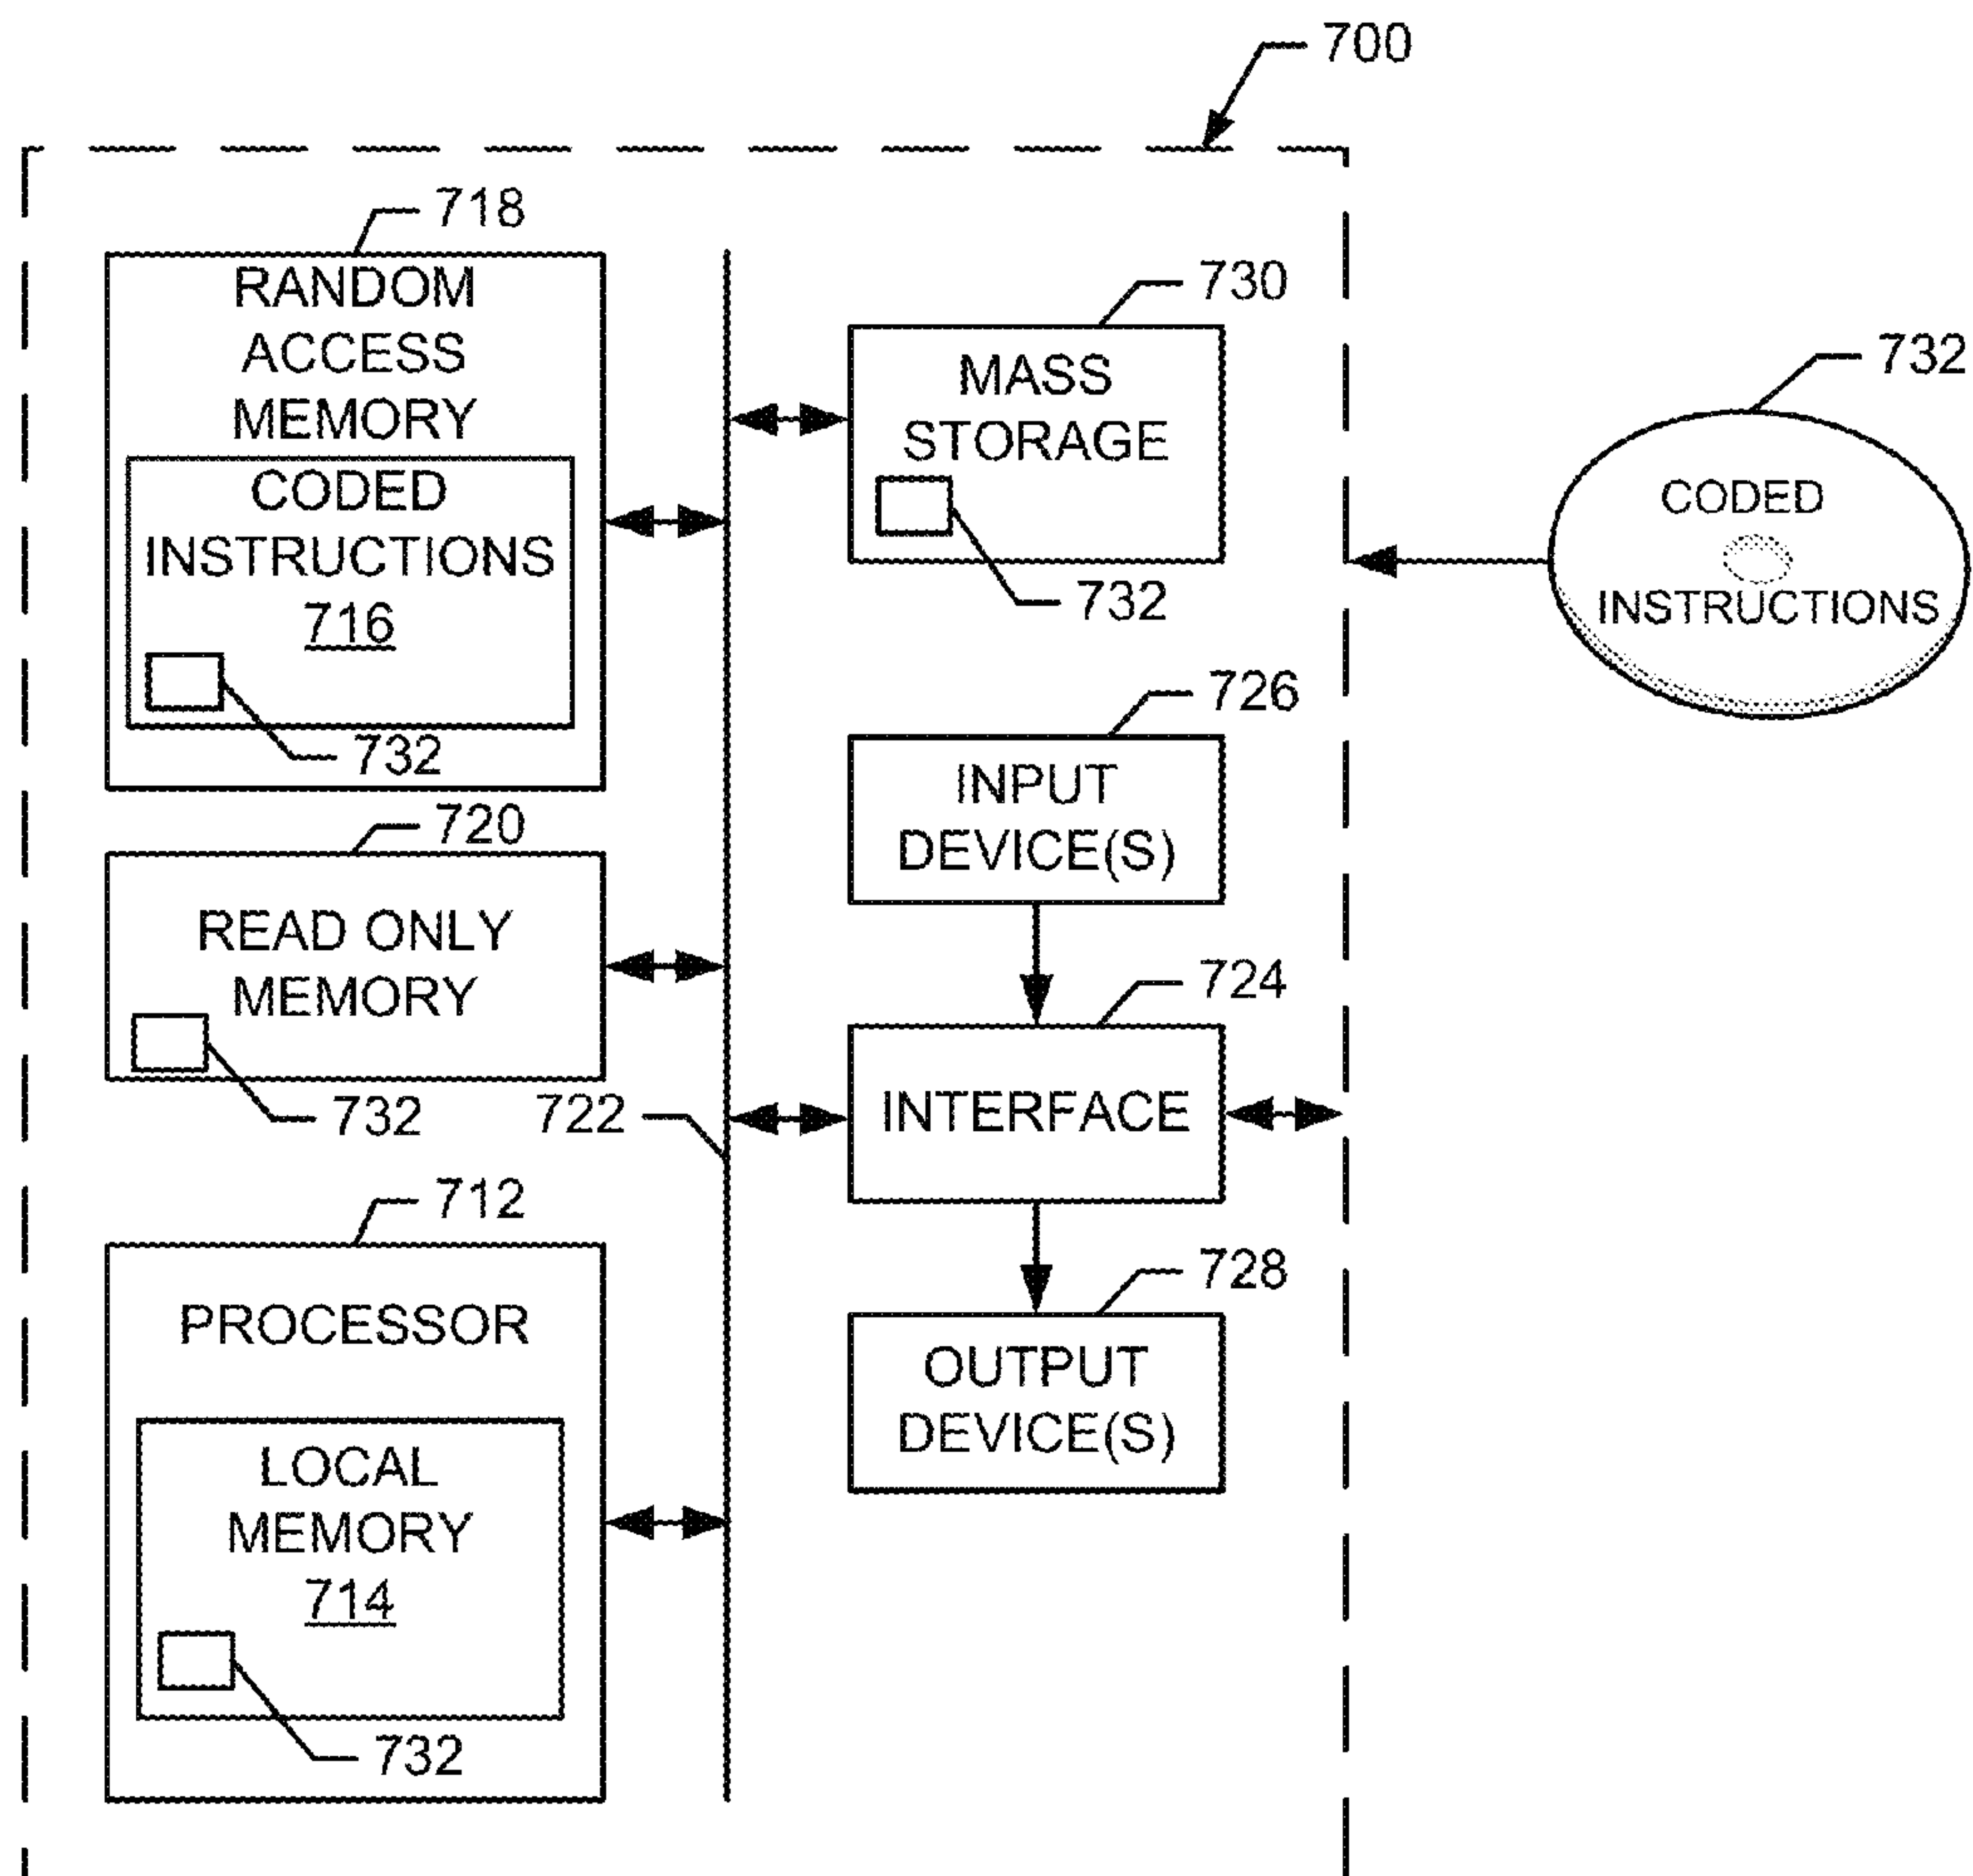 700
718
RANDOM
ACCESS
MEMORY
CODED
INSTRUCTIONS
716
732
730
MASS
STORAGE
732
732
CODED
INSTRUCTIONS
726
INPUT
DEVICE(S)
720
READ ONLY
MEMORY
732
722
724
INTERFACE
712
PROCESSOR
LOCAL
MEMORY
714
732
728
OUTPUT
DEVICE(S)